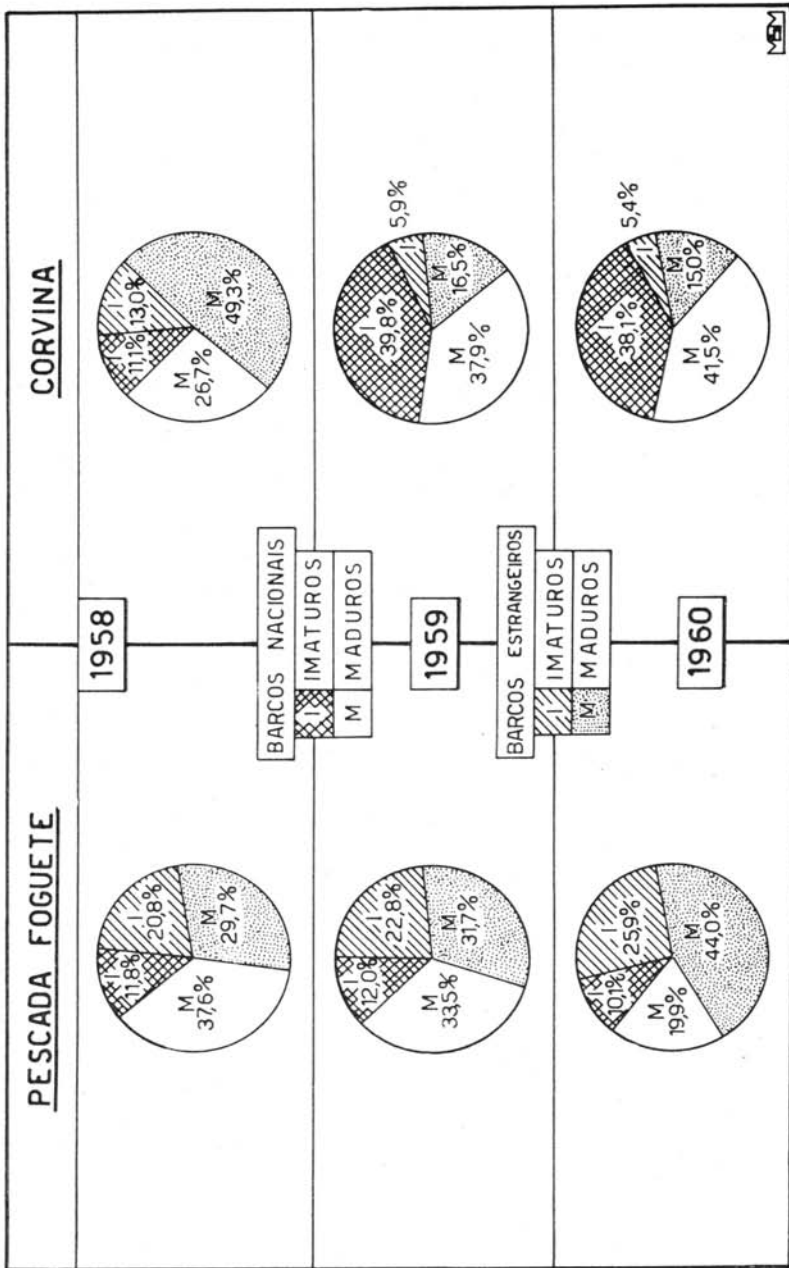 PESCADA FOGUETE
CORVINA
1958
I
11,8%
I
20,8%
M
37,6%
M
29,7%
I
11,1%
I
13,0%
M
26,7%
M
49,3%
BARCOS NACIONAIS
I IMATUROS
M MADUROS
1959
I
12,0%
I
22,8%
M
33,5%
M
31,7%
I
39,8%
I
5,9%
M
37,9%
M
16,5%
BARCOS ESTRANGEIROS
I IMATUROS
M MADUROS
1960
I
10,1%
I
25,9%
M
19,9%
M
44,0%
I
38,1%
I
5,4%
M
41,5%
M
15,0%